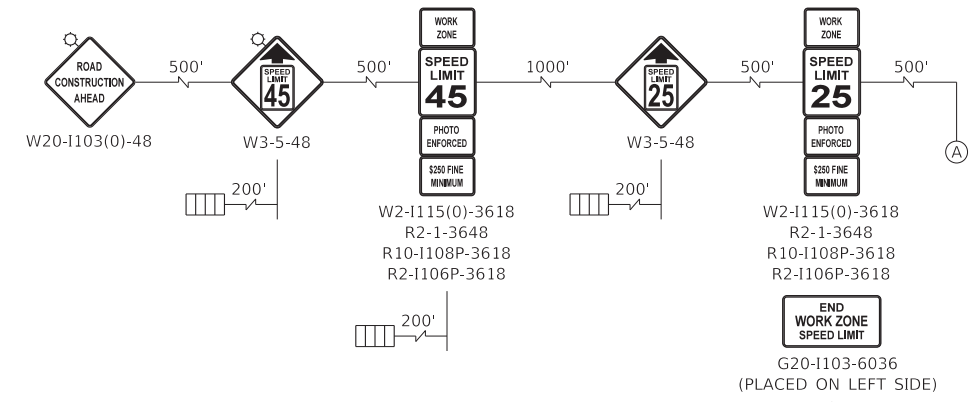 ROAD
CONSTRUCTION
AHEAD
W20-I103(0)-48
500'
SPEED
LIMIT
45
W3-5-48
200'
500'
WORK
ZONE
SPEED
LIMIT
45
PHOTO
ENFORCED
$250 FINE
MINIMUM
W2-I115(0)-3618
R2-1-3648
R10-I108P-3618
R2-I106P-3618
200'
1000'
SPEED
LIMIT
25
W3-5-48
200'
500'
WORK
ZONE
SPEED
LIMIT
25
PHOTO
ENFORCED
$250 FINE
MINIMUM
W2-I115(0)-3618
R2-1-3648
R10-I108P-3618
R2-I106P-3618
END
WORK ZONE
SPEED LIMIT
G20-I103-6036
(PLACED ON LEFT SIDE)
500'
A